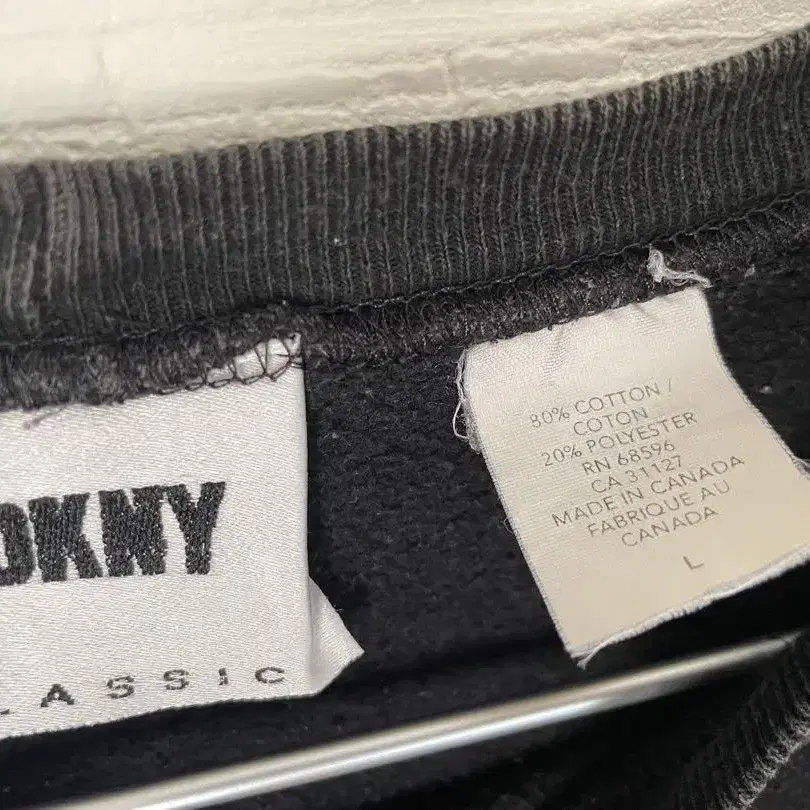 DKNY
CLASSIC
80% COTTON /
COTON
20% POLYESTER
RN 68596
CA 31127
MADE IN CANADA
FABRIQUE AU
CANADA
L